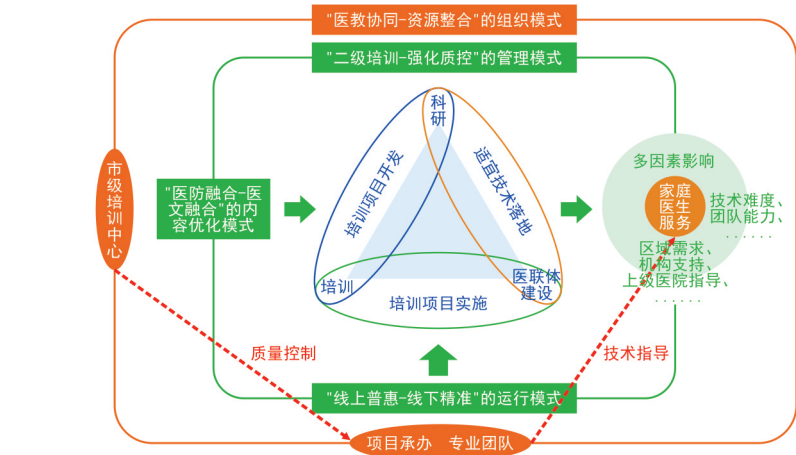 "医教协同-资源整合"的组织模式
"二级培训-强化质控"的管理模式
科
研
多因素影响
市
级
培
训
中
心
"医防融合-医
文融合"的内
容优化模式
培训项目开发
适宜技术落地
家庭
医生
服务
技术难度、
团队能力、
······
区域需求、
机构支持、
上级医院指导、
······
培训
医联体
建设
培训项目实施
质量控制
技术指导
"线上普惠-线下精准"的运行模式
项目承办 专业团队